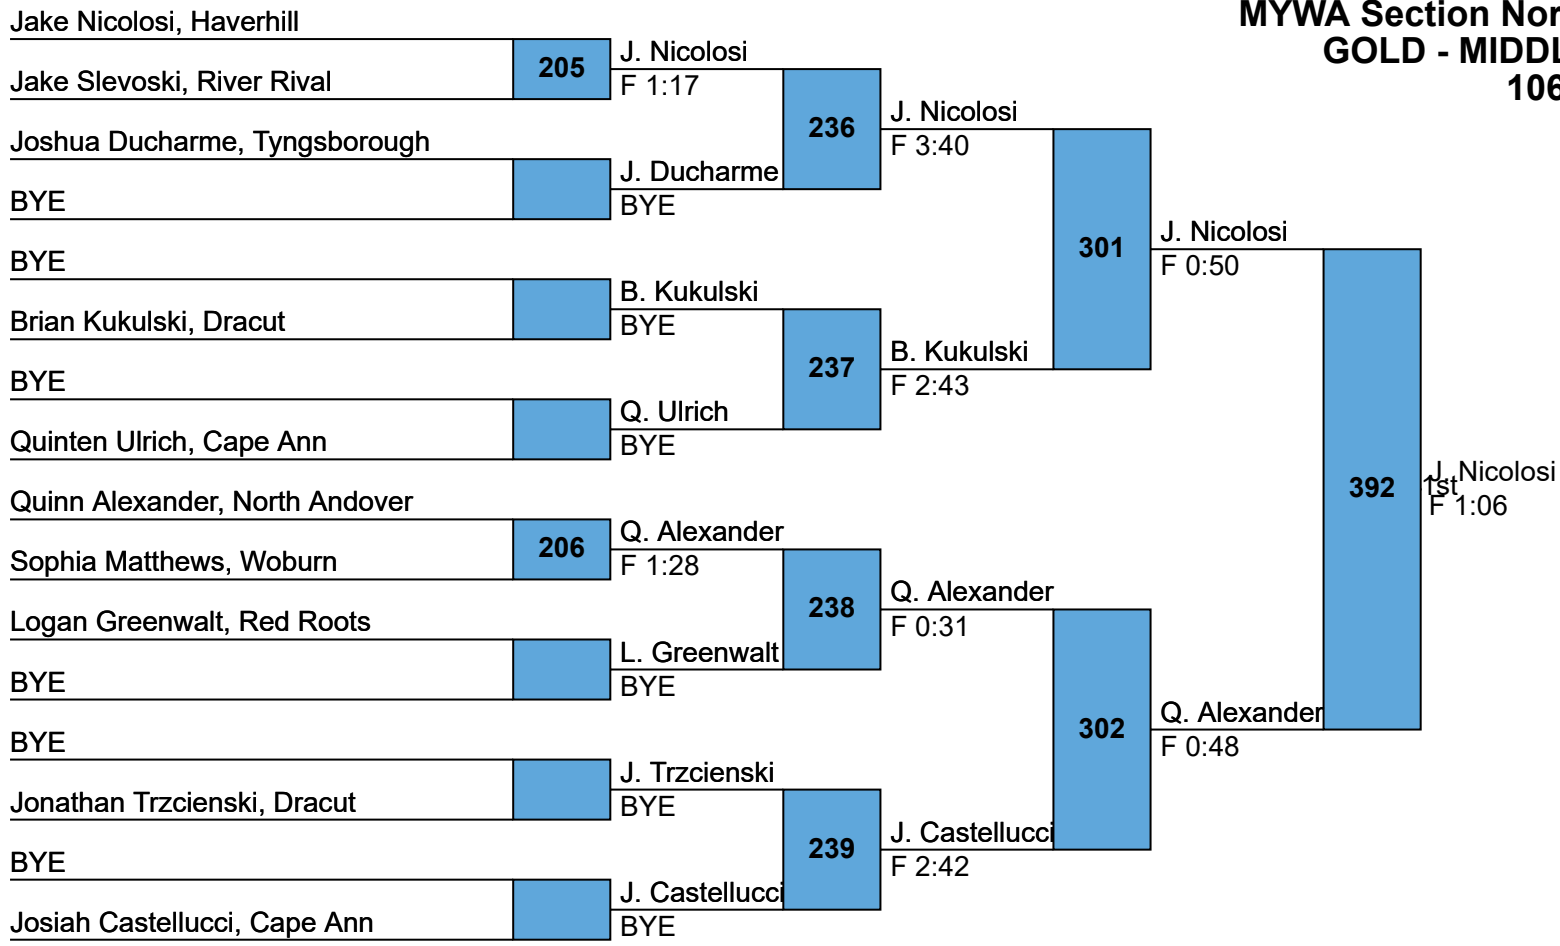 MYWA Section Nor
GOLD - MIDDL
106
Jake Nicolosi, Haverhill
205
J. Nicolosi
Jake Slevoski, River Rival
F 1:17
236
J. Nicolosi
F 3:40
Joshua Ducharme, Tyngsborough
J. Ducharme
BYE
BYE
301
J. Nicolosi
F 0:50
BYE
B. Kukulski
Brian Kukulski, Dracut
BYE
237
B. Kukulski
F 2:43
BYE
Q. Ulrich
Quinten Ulrich, Cape Ann
BYE
392
1st
J. Nicolosi
F 1:06
Quinn Alexander, North Andover
206
Q. Alexander
Sophia Matthews, Woburn
F 1:28
238
Q. Alexander
F 0:31
Logan Greenwalt, Red Roots
L. Greenwalt
BYE
BYE
302
Q. Alexander
F 0:48
BYE
J. Trzcienski
Jonathan Trzcienski, Dracut
BYE
239
J. Castellucci
F 2:42
BYE
J. Castellucci
Josiah Castellucci, Cape Ann
BYE